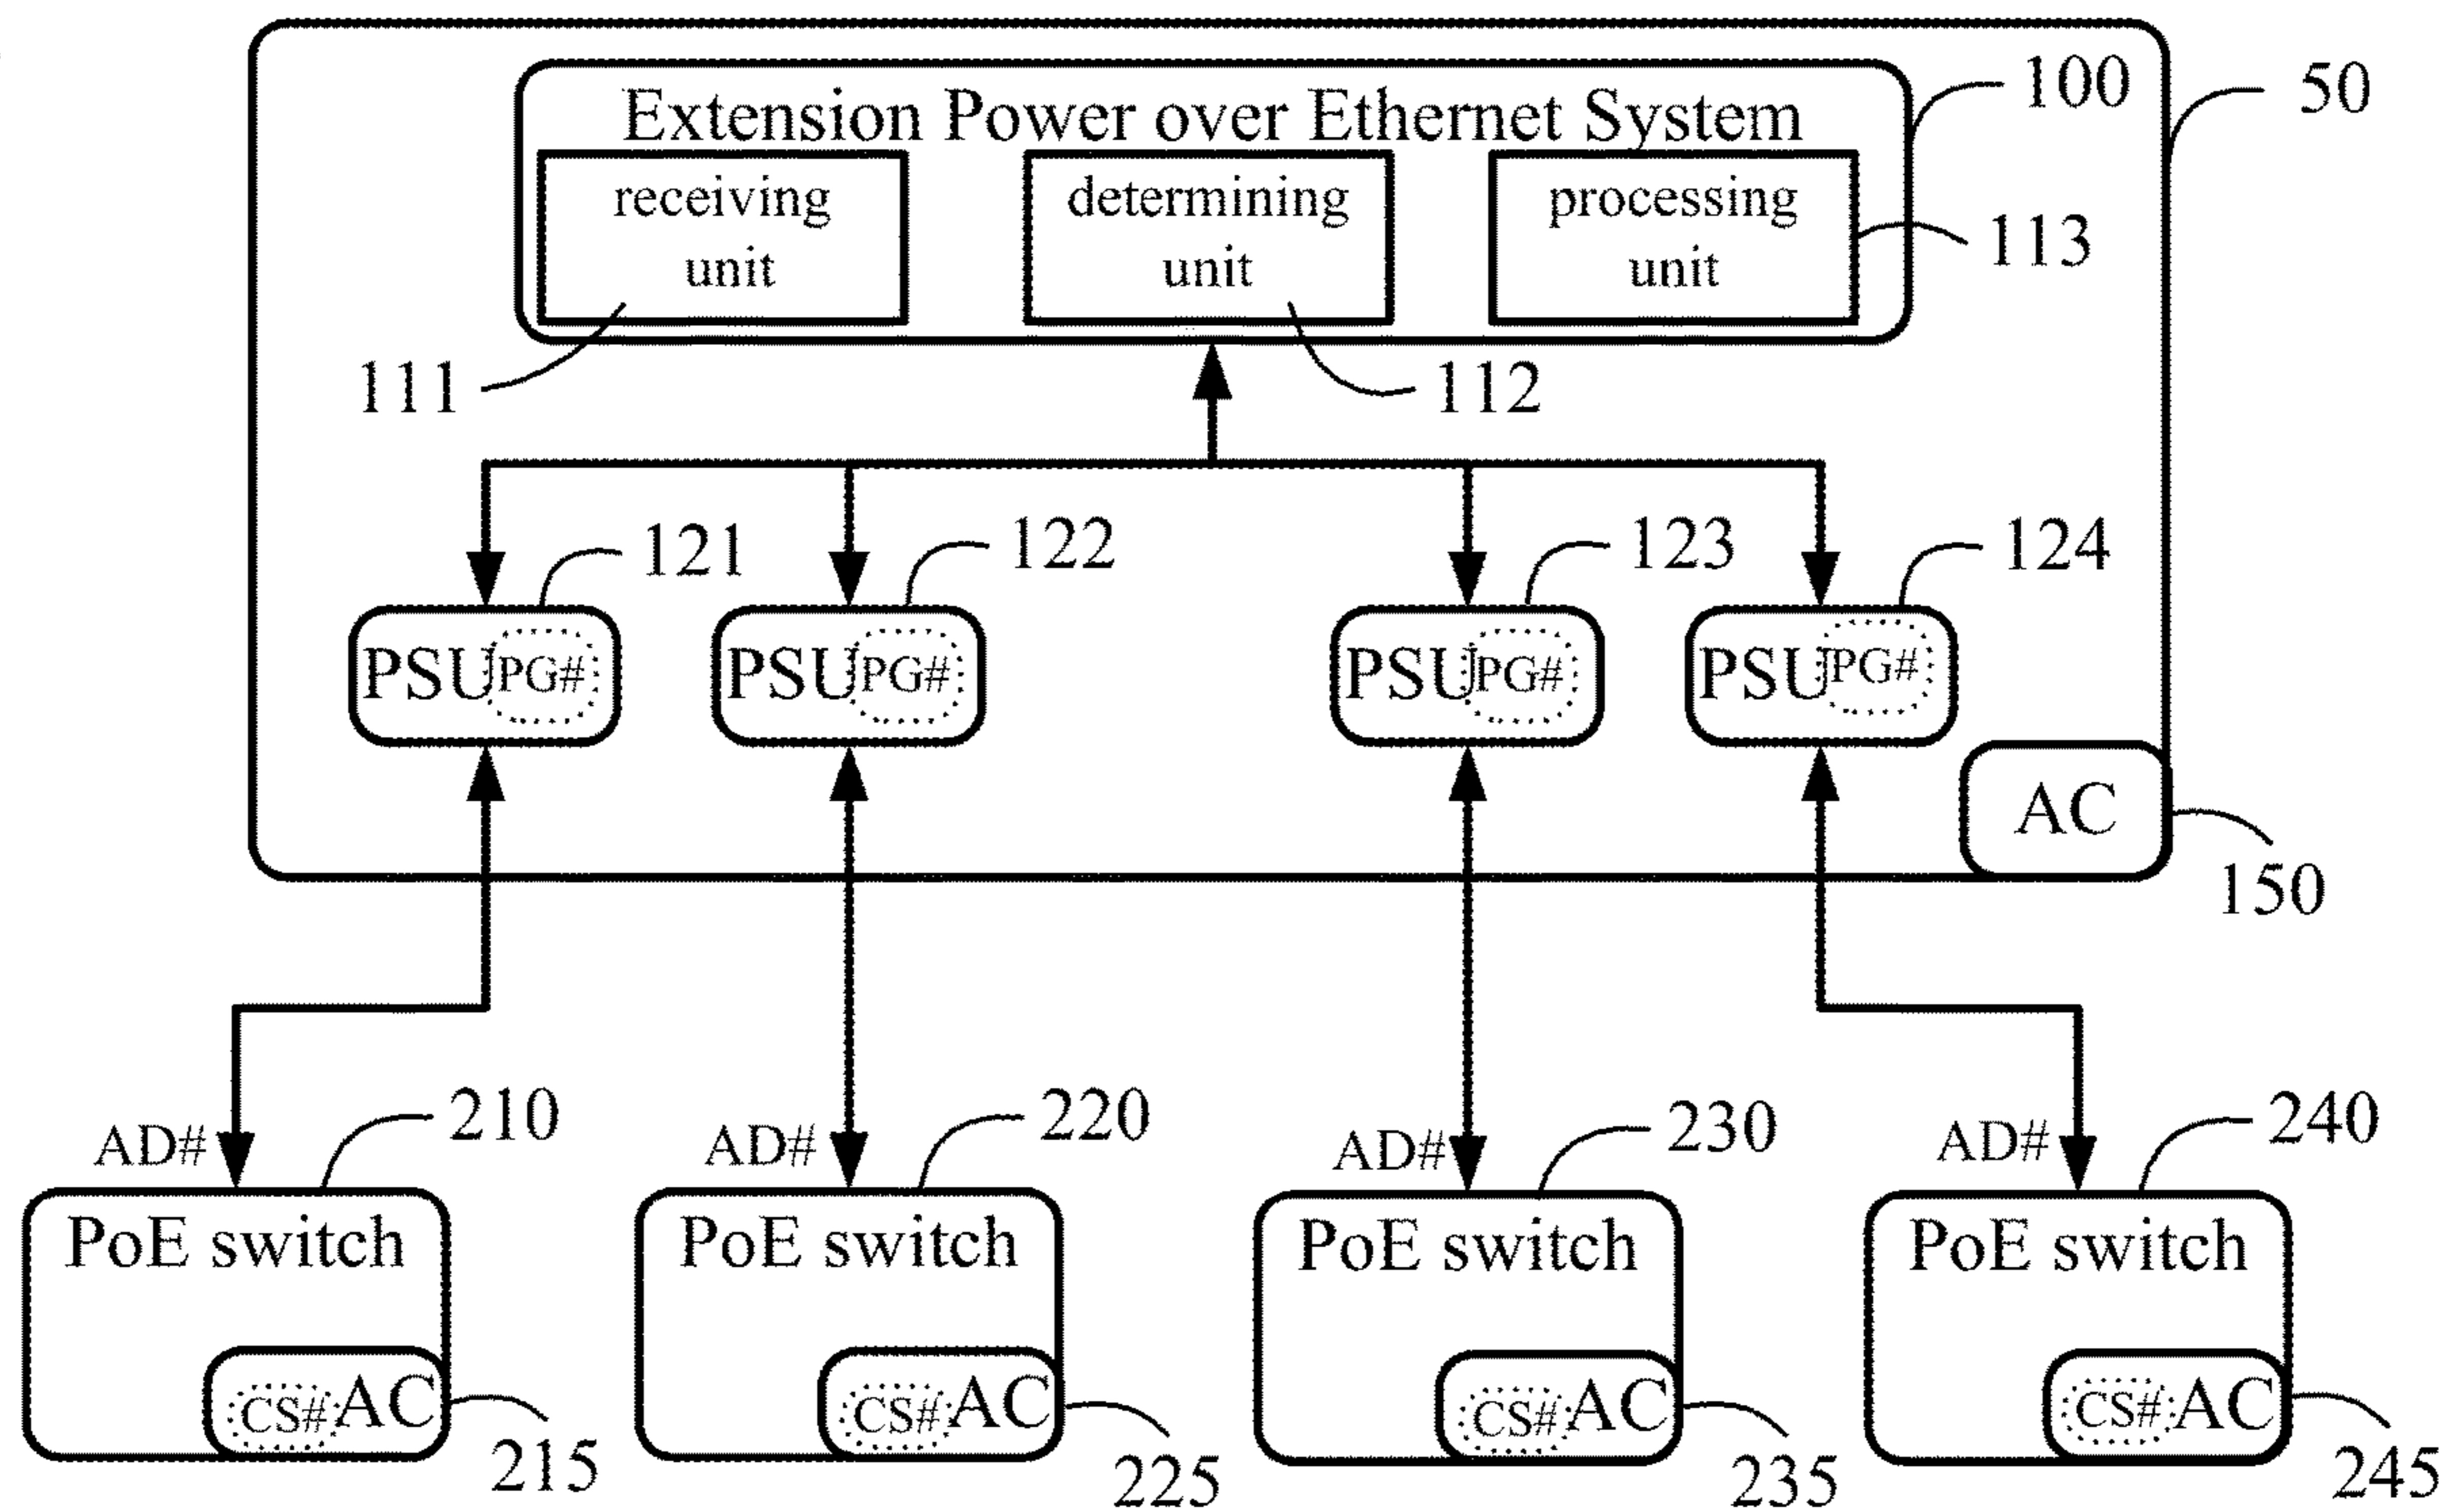 Extension Power over Ethernet System
100
50
receiving
unit
determining
unit
processing
unit
113
111
112
121
122
123
124
PSU PG#
PSU PG#
PSU PG#
PSU PG#
AC
150
AD#
210
AD#
220
AD#
230
AD#
240
PoE switch
PoE switch
PoE switch
PoE switch
CS# AC
CS# AC
CS# AC
CS# AC
215
225
235
245